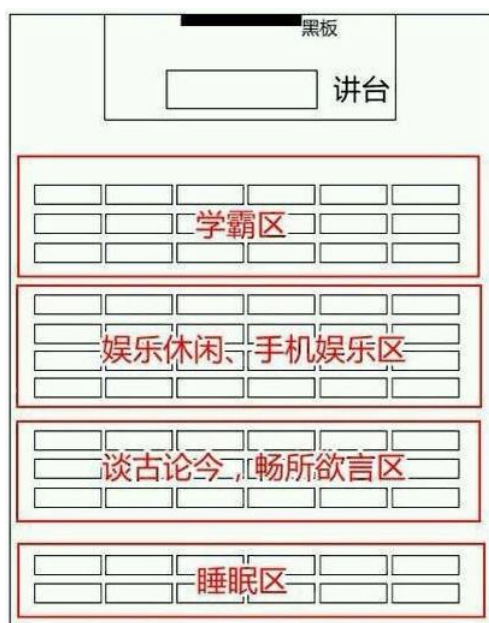 黑板
讲台
学霸区
娱乐休闲、手机娱乐区
谈古论今，畅所欲言区
睡眠区